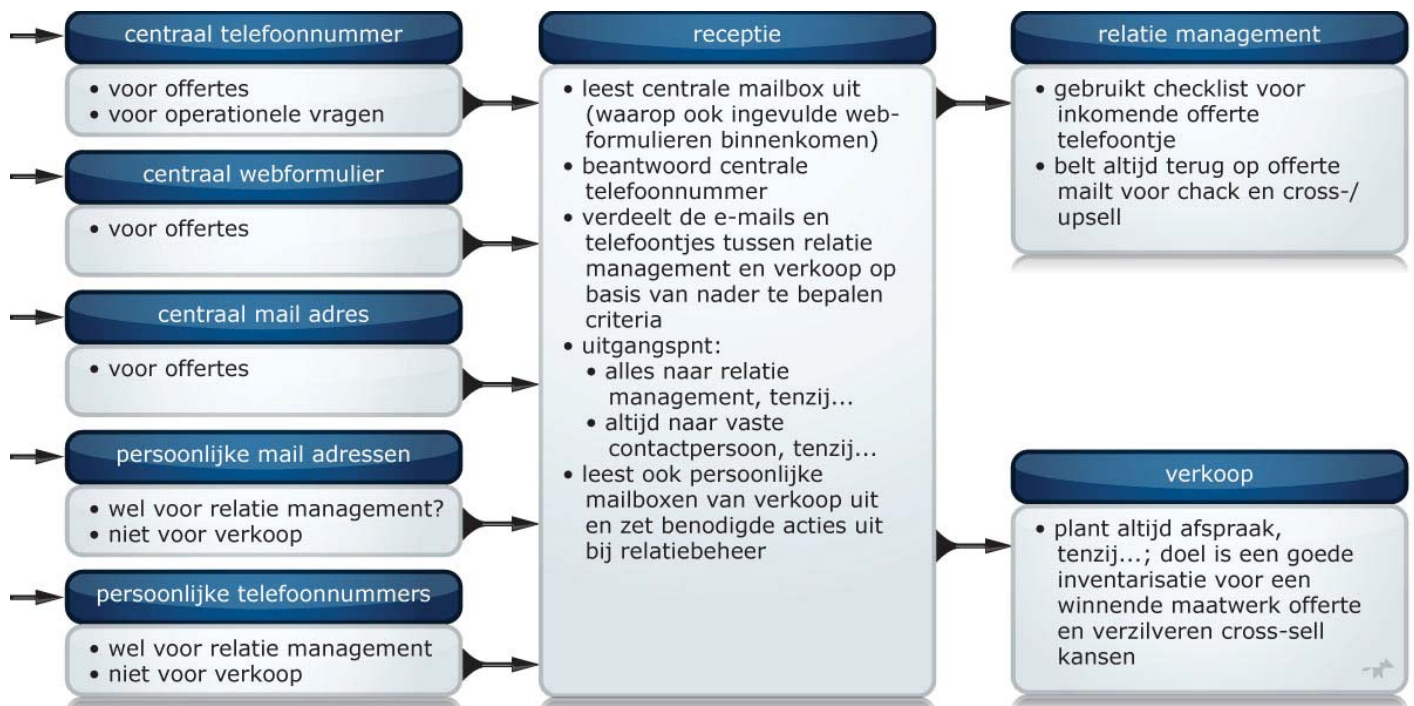 centraal telefoonnummer
• voor offertes
• voor operationele vragen
centraal webformulier
• voor offertes
centraal mail adres
• voor offertes
persoonlijke mail adressen
• wel voor relatie management?
• niet voor verkoop
persoonlijke telefoonnummers
• wel voor relatie management
• niet voor verkoop
receptie
• leest centrale mailbox uit
(waarop ook ingevulde web-
formulieren binnenkomen)
• beantwoord centrale
telefoonnummer
• verdeelt de e-mails en
telefoontjes tussen relatie
management en verkoop op
basis van nader te bepalen
criteria
• uitgangspnt:
• alles naar relatie
management, tenzij...
• altijd naar vaste
contactpersoon, tenzij...
• leest ook persoonlijke
mailboxen van verkoop uit
en zet benodigde acties uit
bij relatiebeheer
relatie management
• gebruikt checklist voor
inkomende offerte
telefoontje
• belt altijd terug op offerte
mailt voor chack en cross-/
upsell
verkoop
• plant altijd afspraak,
tenzij...; doel is een goede
inventarisatie voor een
winnende maatwerk offerte
en verzilveren cross-sell
kansen